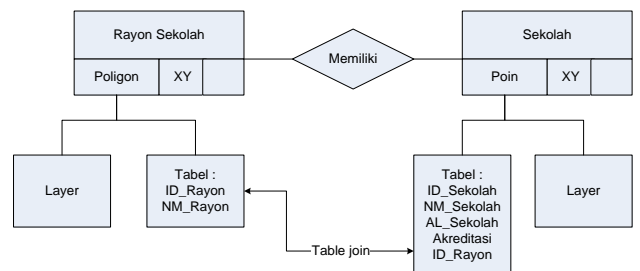 Rayon Sekolah
Memiliki
Sekolah
Poligon
XY
Poin
XY
Layer
Tabel :
ID_Rayon
NM_Rayon
Tabel :
ID_Sekolah
NM_Sekolah
AL_Sekolah
Akreditasi
ID_Rayon
Layer
Table join